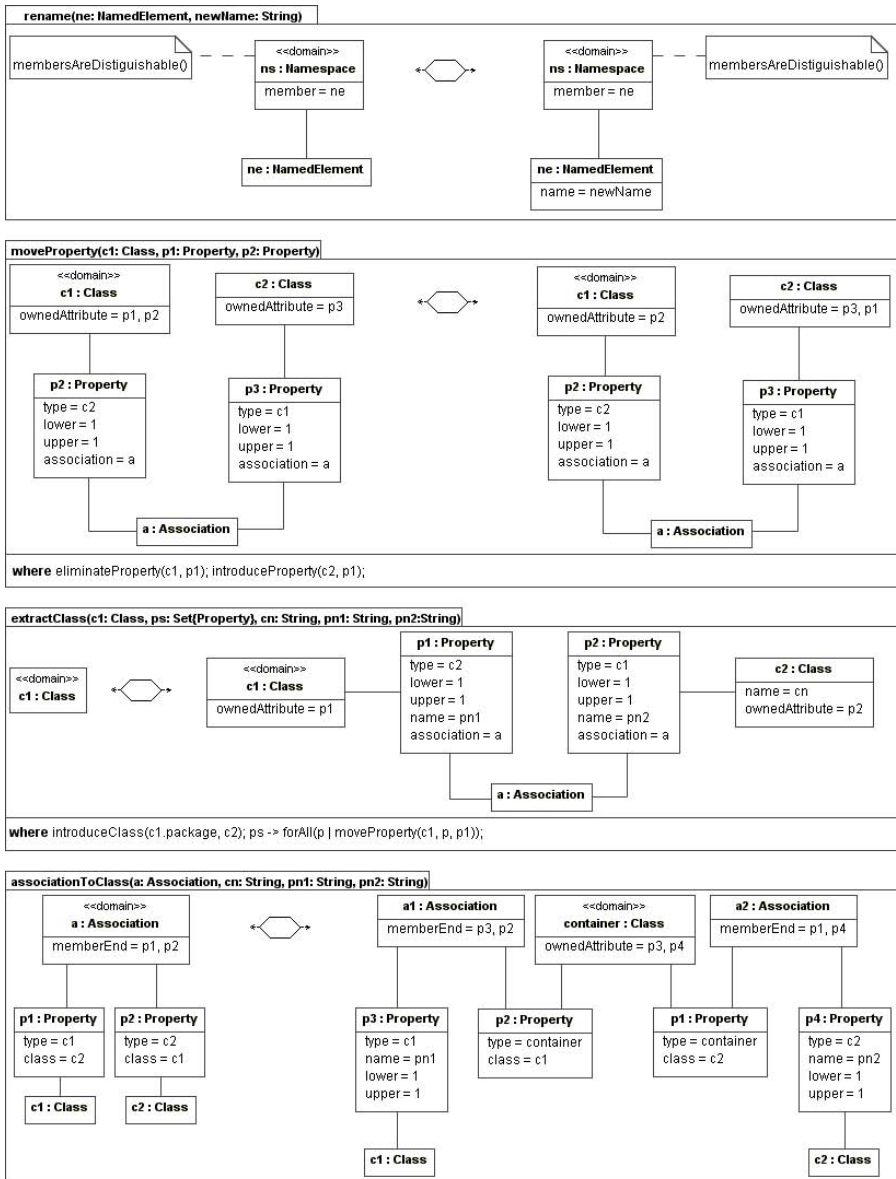 rename(ne: NamedElement, newName: String)
membersAreDistiguishable()
<<domain>>
ns : Namespace
member = ne
ne : NamedElement
<<domain>>
ns : Namespace
member = ne
membersAreDistiguishable()
ne : NamedElement
name = newName
moveProperty(c1: Class, p1: Property, p2: Property)
<<domain>>
c1 : Class
ownedAttribute = p1, p2
c2 : Class
ownedAttribute = p3
p2 : Property
type = c2
lower = 1
upper = 1
association = a
p3 : Property
type = c1
lower = 1
upper = 1
association = a
a : Association
<<domain>>
c1 : Class
ownedAttribute = p2
c2 : Class
ownedAttribute = p3, p1
p2 : Property
type = c2
lower = 1
upper = 1
association = a
p3 : Property
type = c1
lower = 1
upper = 1
association = a
a : Association
where eliminateProperty(c1, p1); introduceProperty(c2, p1);
extractClass(c1: Class, ps: Set{Property}, cn: String, pn1: String, pn2:String)
<<domain>>
c1 : Class
<<domain>>
c1 : Class
ownedAttribute = p1
p1 : Property
type = c2
lower = 1
upper = 1
name = pn1
association = a
p2 : Property
type = c1
lower = 1
upper = 1
name = pn2
association = a
c2 : Class
name = cn
ownedAttribute = p2
a : Association
where introduceClass(c1.package, c2); ps -> forAll(p | moveProperty(c1, p, p1));
associationToClass(a: Association, cn: String, pn1: String, pn2: String)
<<domain>>
a : Association
memberEnd = p1, p2
p1 : Property
type = c1
class = c2
p2 : Property
type = c2
class = c1
c1 : Class
c2 : Class
a1 : Association
memberEnd = p3, p2
<<domain>>
container : Class
ownedAttribute = p3, p4
a2 : Association
memberEnd = p1, p4
p3 : Property
type = c1
name = pn1
lower = 1
upper = 1
p2 : Property
type = container
class = c1
p1 : Property
type = container
class = c2
p4 : Property
type = c2
name = pn2
lower = 1
upper = 1
c1 : Class
c2 : Class